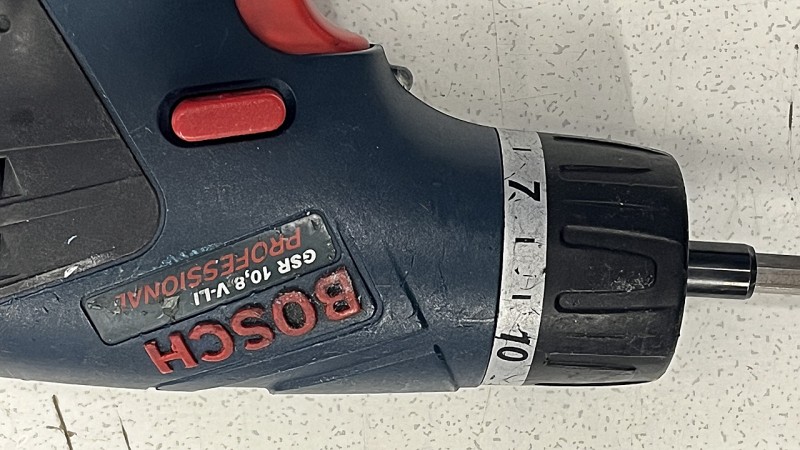 BOSCH
PROFESSIONAL
GSR 10,8 V-LI
7
10